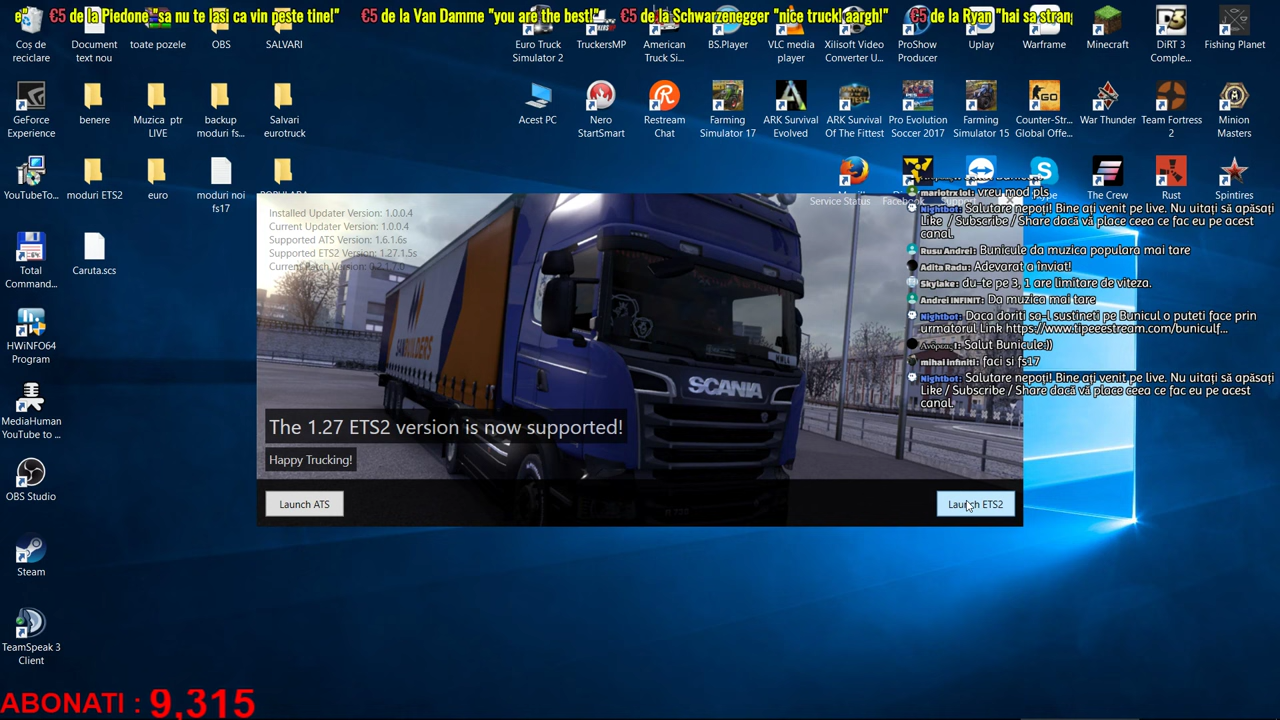 €5 de la Piedone "sa nu te lasi ca vin peste tine!" €5 de la Van Damme "you are the best!" €5 de la Schwarzenegger "nice truck! aargh!" €5 de la Ryan "hai sa strang
Coș de reciclare
Document text nou
toate pozele
OBS
SALVARI
Euro Truck Simulator 2
TruckersMP
American Truck Si...
BS.Player
VLC media player
Xilisoft Video Converter U...
ProShow Producer
Uplay
Warframe
Minecraft
DiRT 3 Comple...
Fishing Planet
GeForce Experience
benere
Muzica ptr LIVE
backup moduri fs...
Salvari eurotruck
Acest PC
Nero StartSmart
Restream Chat
Farming Simulator 17
ARK Survival Evolved
ARK Survival Of The Fittest
Pro Evolution Soccer 2017
Farming Simulator 15
Counter-Str... Global Offe...
War Thunder
Team Fortress 2
Minion Masters
YouTubeTo...
moduri ETS2
euro
moduri noi fs17
Service Status
Facebook
Support
The Crew
Rust
Spintires
Total Command...
Caruta.scs
HWiNFO64 Program
MediaHuman YouTube to ...
OBS Studio
Steam
TeamSpeak 3 Client
Installed Updater Version: 1.0.0.4
Current Updater Version: 1.0.0.4
Supported ATS Version: 1.6.1.6s
Supported ETS2 Version: 1.27.1.5s
SCANIA
The 1.27 ETS2 version is now supported!
Happy Trucking!
Launch ATS
Launch ETS2
mariotrx lol: vreu mod pls
Nightbot: Salutare nepoți! Bine ați venit pe live. Nu uitați să apăsați
Like / Subscribe / Share dacă vă place ceea ce fac eu pe acest
canal.
Rusu Andrei: Bunicule da muzica populara mai tare
Adita Radu: Adevarat a înviat!
Skylake: du-te pe 3, 1 are limitare de viteza.
Andrei INFINIT: Da muzica mai tare
Nightbot: Daca doriti sa-l sustineti pe Bunicul o puteti face prin
urmatorul Link https://www.tipeeestream.com/buniculf...
Salut Bunicule:))
mihai infiniti: faci si fs17
Nightbot: Salutare nepoți! Bine ați venit pe live. Nu uitați să apăsați
Like / Subscribe / Share dacă vă place ceea ce fac eu pe acest
canal.
ABONATI : 9,315